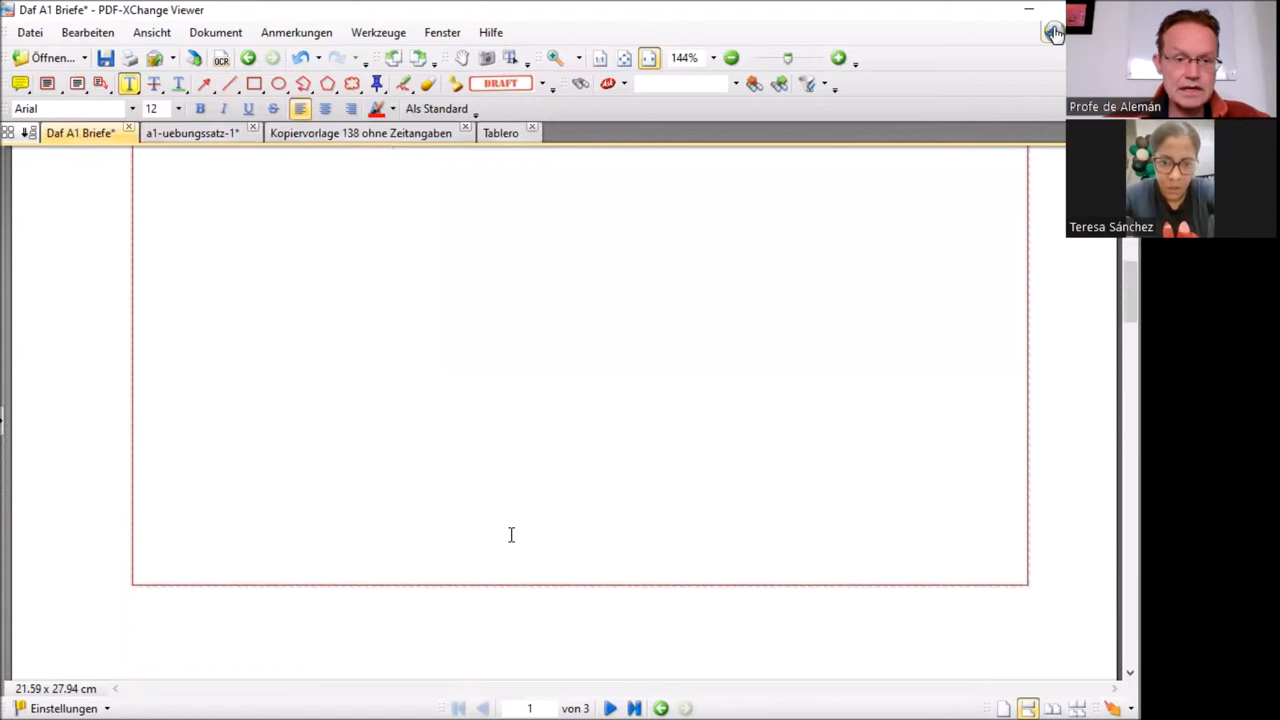 Daf A1 Briefe* - PDF-XChange Viewer
Datei Bearbeiten Ansicht Dokument Anmerkungen Werkzeuge Fenster Hilfe
Öffnen... OCR 1:1 144%
DRAFT
Arial 12 B I U S Als Standard
Daf A1 Briefe* a1-uebungssatz-1* Kopiervorlage 138 ohne Zeitangaben Tablero
Profe de Alemán
Teresa Sánchez
21.59 x 27.94 cm
Einstellungen 1 von 3